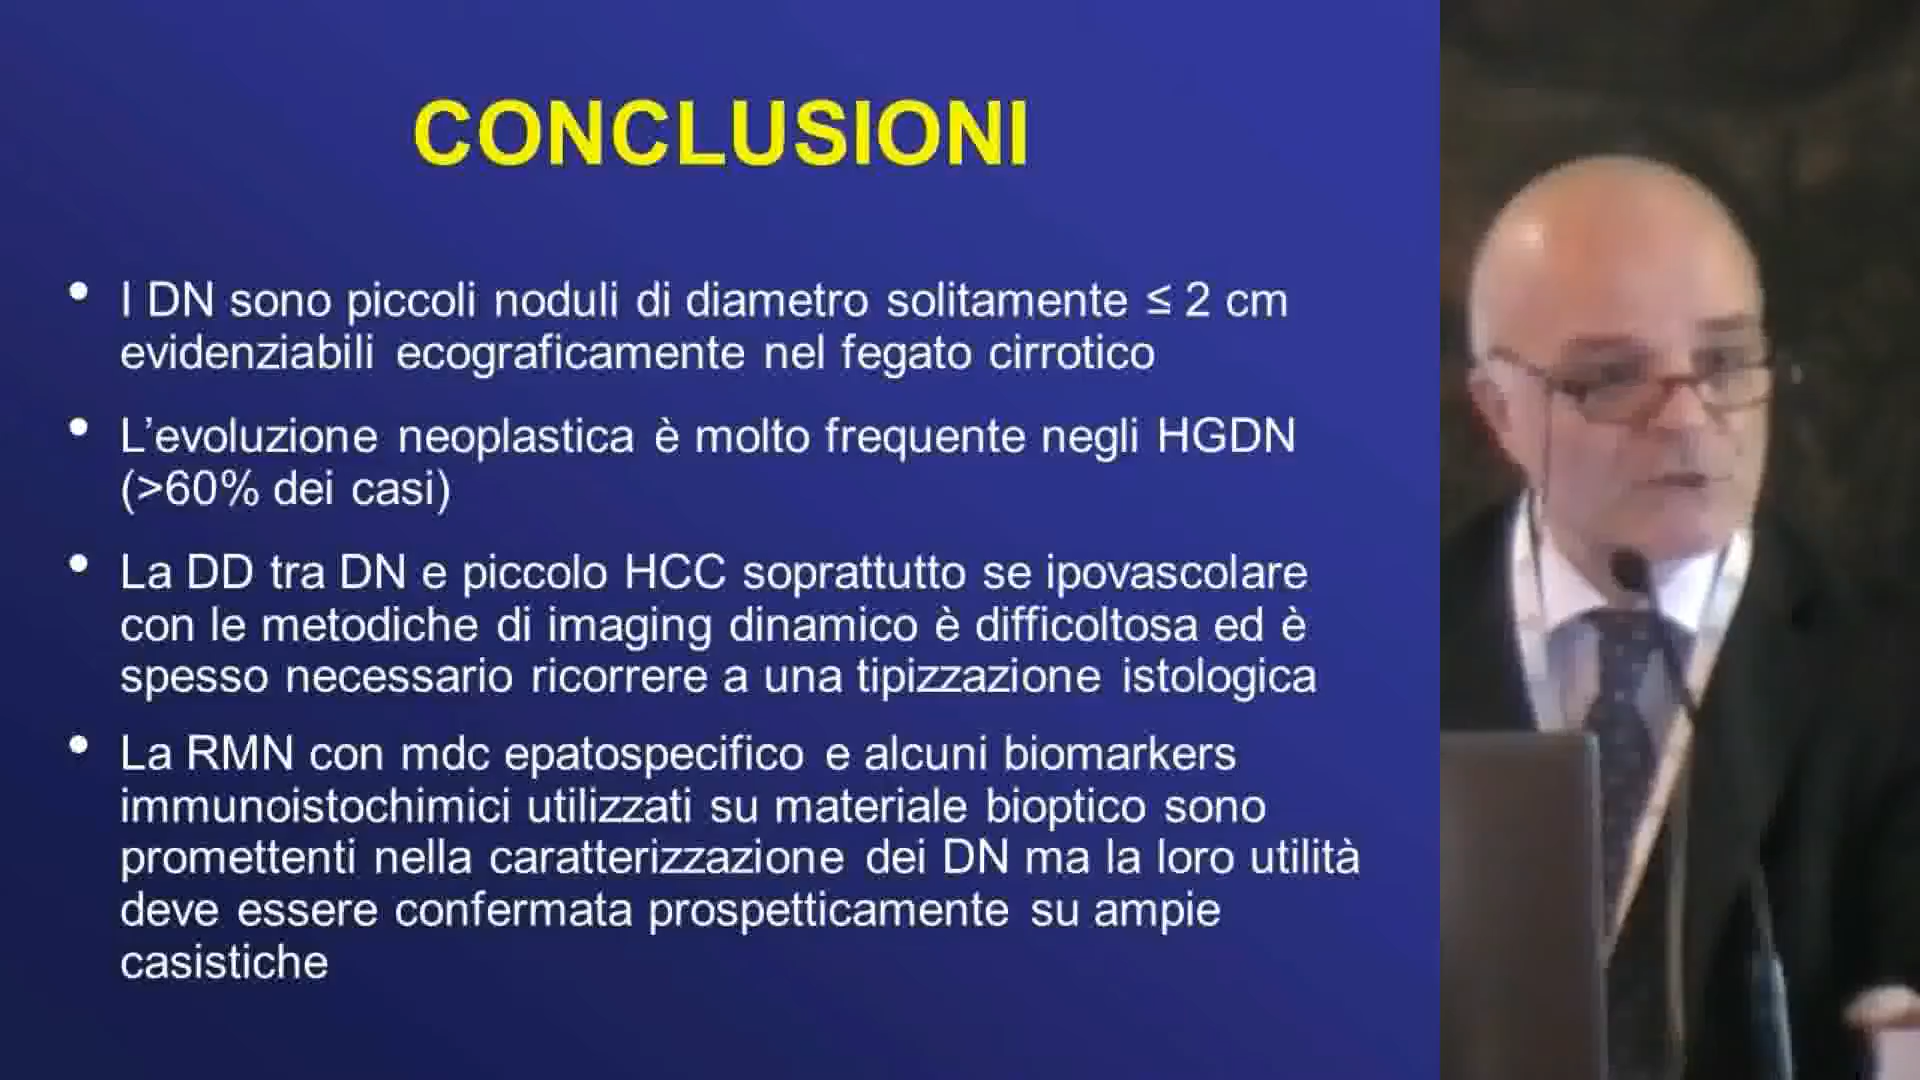 CONCLUSIONI
• I DN sono piccoli noduli di diametro solitamente ≤ 2 cm
evidenziabili ecograficamente nel fegato cirrotico
• L’evoluzione neoplastica è molto frequente negli HGDN
(>60% dei casi)
• La DD tra DN e piccolo HCC soprattutto se ipovascolare
con le metodiche di imaging dinamico è difficoltosa ed è
spesso necessario ricorrere a una tipizzazione istologica
• La RMN con mdc epatospecifico e alcuni biomarkers
immunoistochimici utilizzati su materiale bioptico sono
promettenti nella caratterizzazione dei DN ma la loro utilità
deve essere confermata prospetticamente su ampie
casistiche